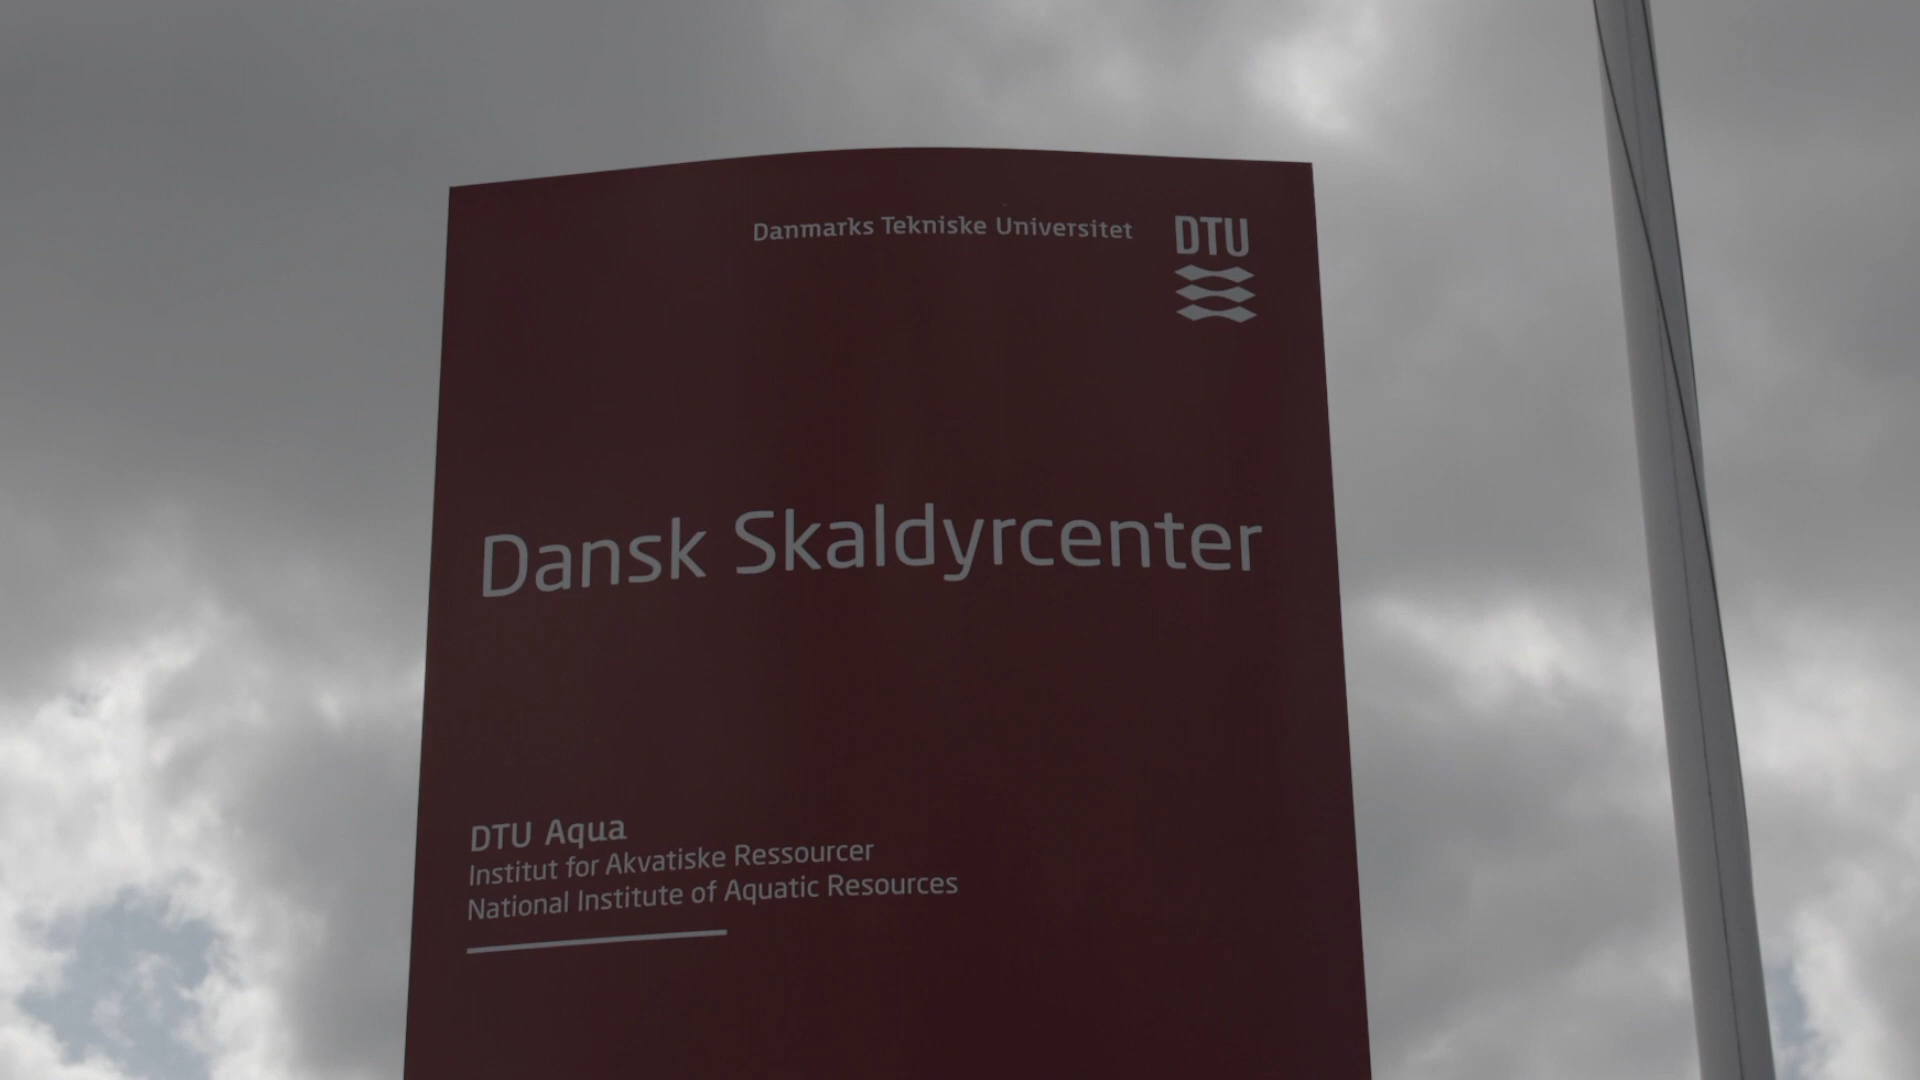 Danmarks Tekniske Universitet
DTU
Dansk Skaldyrcenter
DTU Aqua
Institut for Akvatiske Ressourcer
National Institute of Aquatic Resources